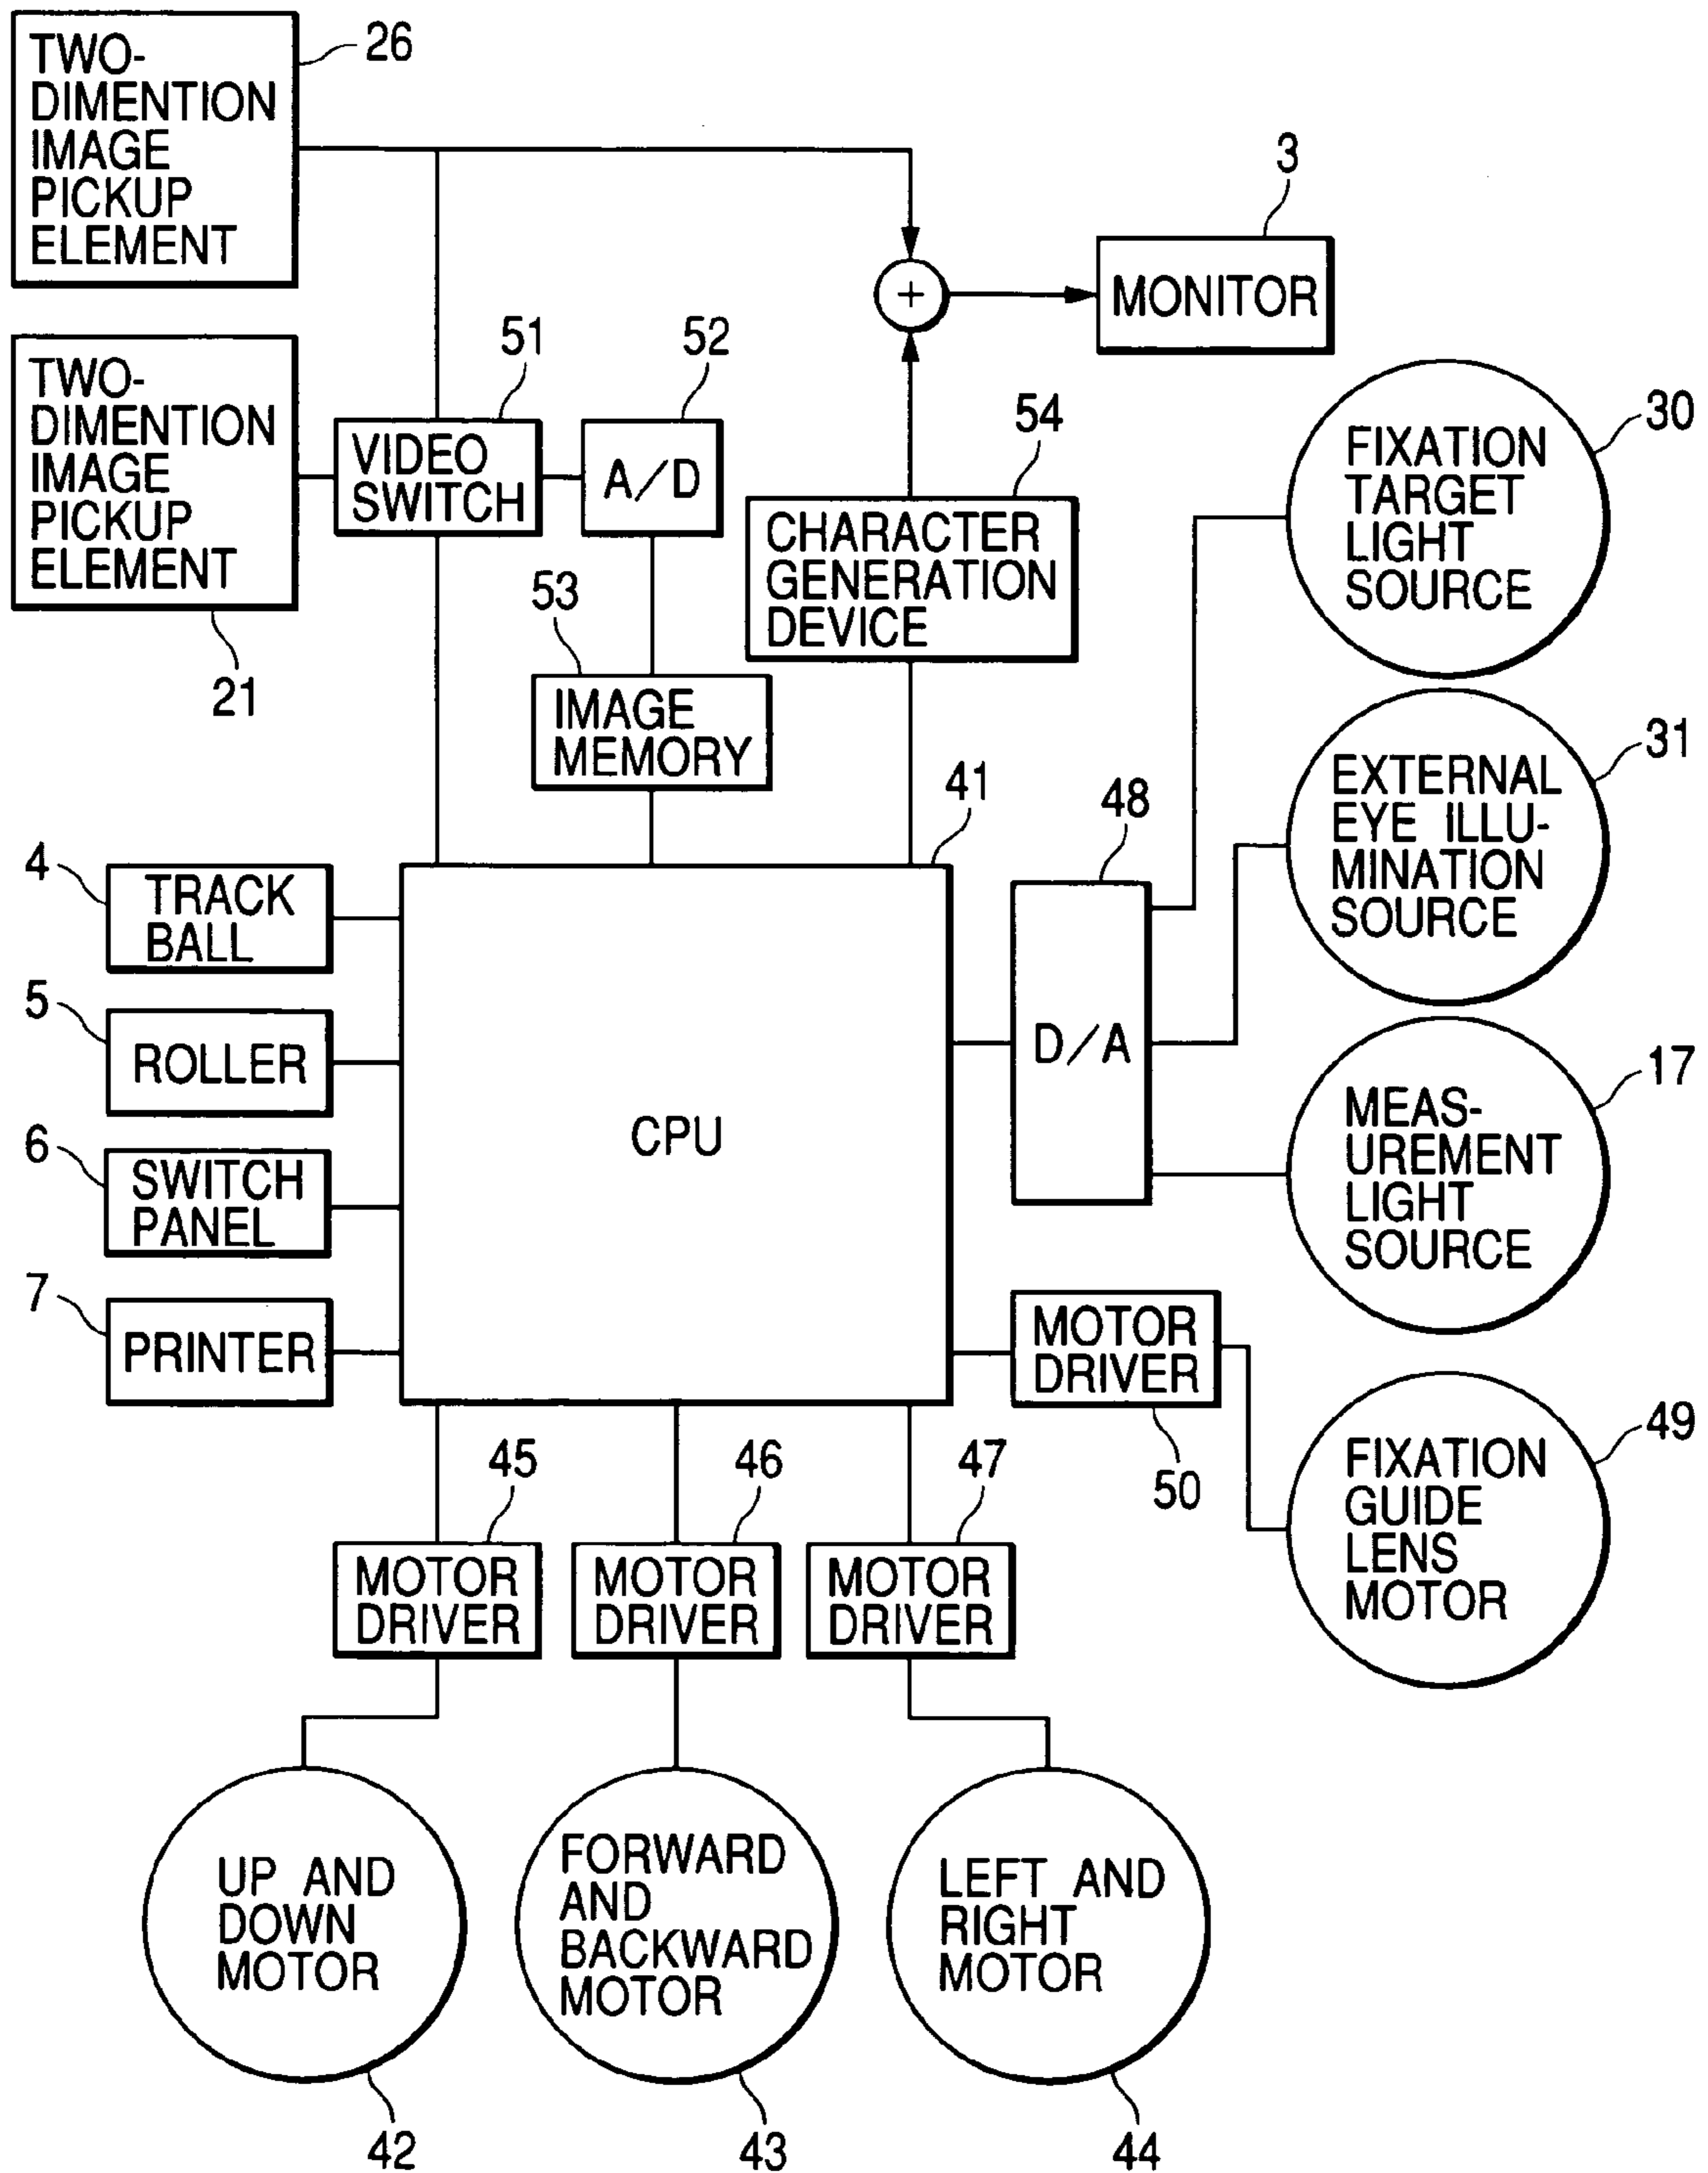 TWO-
DIMENTION
IMAGE
PICKUP
ELEMENT
26
3
+
MONITOR
TWO-
DIMENTION
IMAGE
PICKUP
ELEMENT
21
51
VIDEO
SWITCH
52
A/D
53
IMAGE
MEMORY
54
CHARACTER
GENERATION
DEVICE
30
FIXATION
TARGET
LIGHT
SOURCE
31
EXTERNAL
EYE ILLU-
MINATION
SOURCE
17
MEAS-
UREMENT
LIGHT
SOURCE
41
CPU
48
D/A
4
TRACK
BALL
5
ROLLER
6
SWITCH
PANEL
7
PRINTER
MOTOR
DRIVER
50
49
FIXATION
GUIDE
LENS
MOTOR
45
MOTOR
DRIVER
46
MOTOR
DRIVER
47
MOTOR
DRIVER
UP AND
DOWN
MOTOR
42
FORWARD
AND
BACKWARD
MOTOR
43
LEFT AND
RIGHT
MOTOR
44